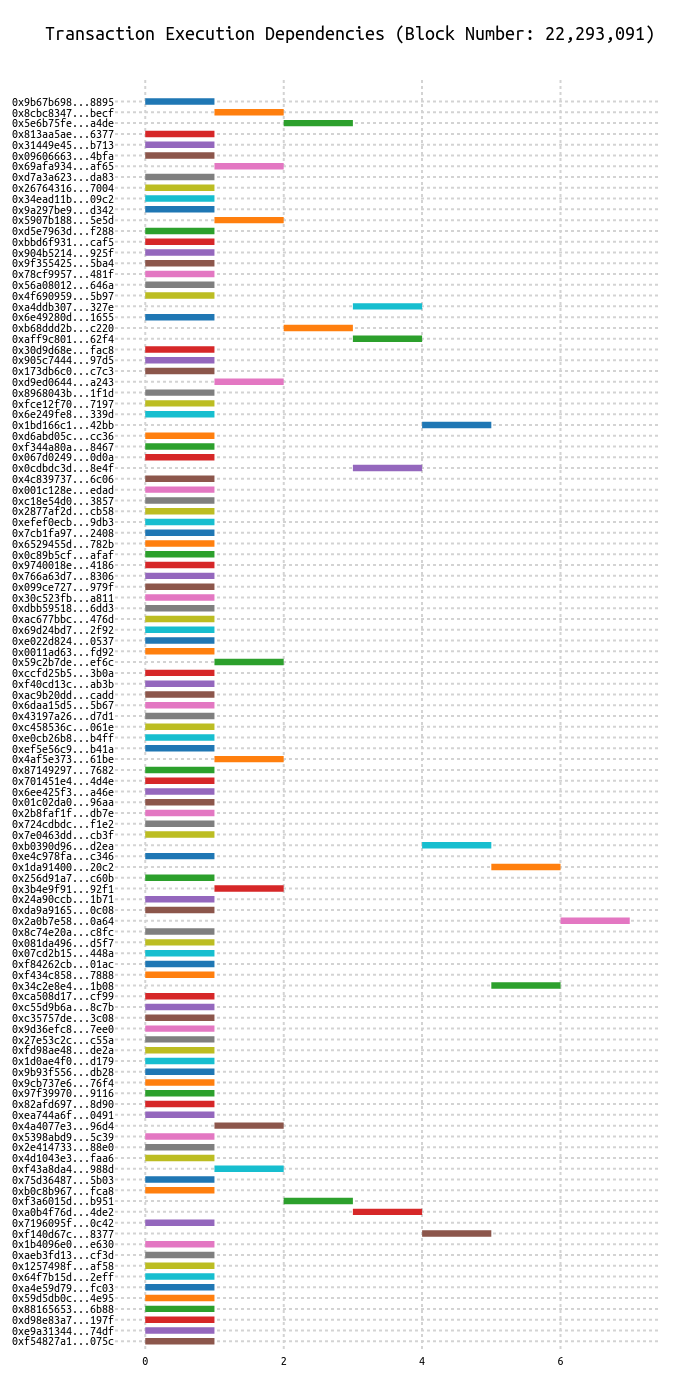 Transaction Execution Dependencies (Block Number: 22,293,091)
0x9b67b698...8895
0x8cbc8347...becf
0x5e6b75fe...a4de
0x813aa5ae...6377
0x31449e45...b713
0x09606663...4bfa
0x69afa934...af65
0xd7a3a623...da83
0x26764316...7004
0x34ead11b...09c2
0x9a297be9...d342
0x5907b188...5e5d
0xd5e7963d...f288
0xbbd6f931...caf5
0x904b5214...925f
0x9f355425...5ba4
0x78cf9957...481f
0x56a08012...646a
0x4f690959...5b97
0xa4ddb307...327e
0x6e49280d...1655
0xb68ddd2b...c220
0xaff9c801...62f4
0x30d9d68e...fac8
0x905c7444...97d5
0x173db6c0...c7c3
0xd9ed0644...a243
0x8968043b...1f1d
0xfce12f70...7197
0x6e249fe8...339d
0x1bd166c1...42bb
0xd6abd05c...cc36
0xf344a80a...8467
0x067d0249...0d0a
0x0cdbdc3d...8e4f
0x4c839737...6c06
0x001c128e...edad
0xc18e54d0...3857
0x2877af2d...cb58
0xefef0ecb...9db3
0x7cb1fa97...2408
0x6529455d...782b
0x0c89b5cf...afaf
0x9740018e...4186
0x766a63d7...8306
0x099ce727...979f
0x30c523fb...a811
0xdbb59518...6dd3
0xac677bbc...476d
0x69d24bd7...2f92
0xe022d824...0537
0x0011ad63...fd92
0x59c2b7de...ef6c
0xccfd25b5...3b0a
0xf40cd13c...ab3b
0xac9b20dd...cadd
0x6daa15d5...5b67
0x43197a26...d7d1
0xc458536c...061e
0xe0cb26b8...b4ff
0xef5e56c9...b41a
0x4af5e373...61be
0x87149297...7682
0x701451e4...4d4e
0x6ee425f3...a46e
0x01c02da0...96aa
0x2b8faf1f...db7e
0x724cdbdc...f1e2
0x7e0463dd...cb3f
0xb0390d96...d2ea
0xe4c978fa...c346
0x1da91400...20c2
0x256d91a7...c60b
0x3b4e9f91...92f1
0x24a90ccb...1b71
0xda9a9165...0c08
0x2a0b7e58...0a64
0x8c74e20a...c8fc
0x081da496...d5f7
0x07cd2b15...448a
0xf84262cb...01ac
0xf434c858...7888
0x34c2e8e4...1b08
0xca508d17...cf99
0xc55d9b6a...8c7b
0xc35757de...3c08
0x9d36efc8...7ee0
0x27e53c2c...c55a
0xfd98ae48...de2a
0x1d0ae4f0...d179
0x9b93f556...db28
0x9cb737e6...76f4
0x97f39970...9116
0x82afd697...8d90
0xea744a6f...0491
0x4a4077e3...96d4
0x5398abd9...5c39
0x2e414733...88e0
0x4d1043e3...faa6
0xf43a8da4...988d
0x75d36487...5b03
0xb0c8b967...fca8
0xf3a6015d...b951
0xa0b4f76d...4de2
0x7196095f...0c42
0xf140d67c...8377
0x1b4096e0...e630
0xaeb3fd13...cf3d
0x1257498f...af58
0x64f7b15d...2eff
0xa4e59d79...fc03
0x59d5db0c...4e95
0x88165653...6b88
0xd98e83a7...197f
0xe9a31344...74df
0xf54827a1...075c
0 2 4 6